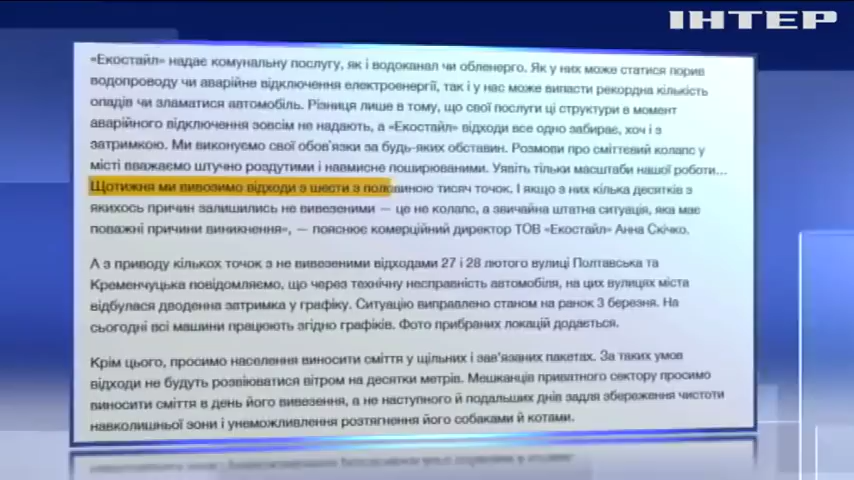 ІНТЕР
«Екостайл» надає комунальну послугу, як і водоканал чи обленерго. Як у них може статися порив
водопроводу чи аварійне відключення електроенергії, так і у нас може випасти рекордна кількість
опадів чи зламатися автомобіль. Різниця лише в тому, що свої послуги ці структури в момент
аварійного відключення зовсім не надають, а «Екостайл» відходи все одно забирає, хоч і з
затримкою. Ми виконуємо свої обов'язки за будь-яких обставин. Розмови про сміттєвий колапс у
місті вважаємо штучно роздутими і навмисне поширюваними. Уявіть тільки масштаби нашої роботи...
Щотижня ми вивозимо відходи з шести з половиною тисяч точок. І якщо з них кілька десятків з
якихось причин залишились не вивезеними — це не колапс, а звичайна штатна ситуація, яка має
поважні причини виникнення», — пояснює комерційний директор ТОВ «Екостайл» Анна Скічко.
А з приводу кількох точок з не вивезеними відходами 27 і 28 лютого вулиці Полтавська та
Кременчуцька повідомляємо, що через технічну несправність автомобіля, на цих вулицях міста
відбулася дводенна затримка у графіку. Ситуацію виправлено станом на ранок 3 березня. На
сьогодні всі машини працюють згідно графіків. Фото прибраних локацій додається.
Крім цього, просимо населення виносити сміття у щільних і зав'язаних пакетах. За таких умов
відходи не будуть розвіюватися вітром на десятки метрів. Мешканців приватного сектору просимо
виносити сміття в день його вивезення, а не наступного й подальших днів задля збереження чистоти
навколишньої зони і унеможливлення розтягнення його собаками й котами.